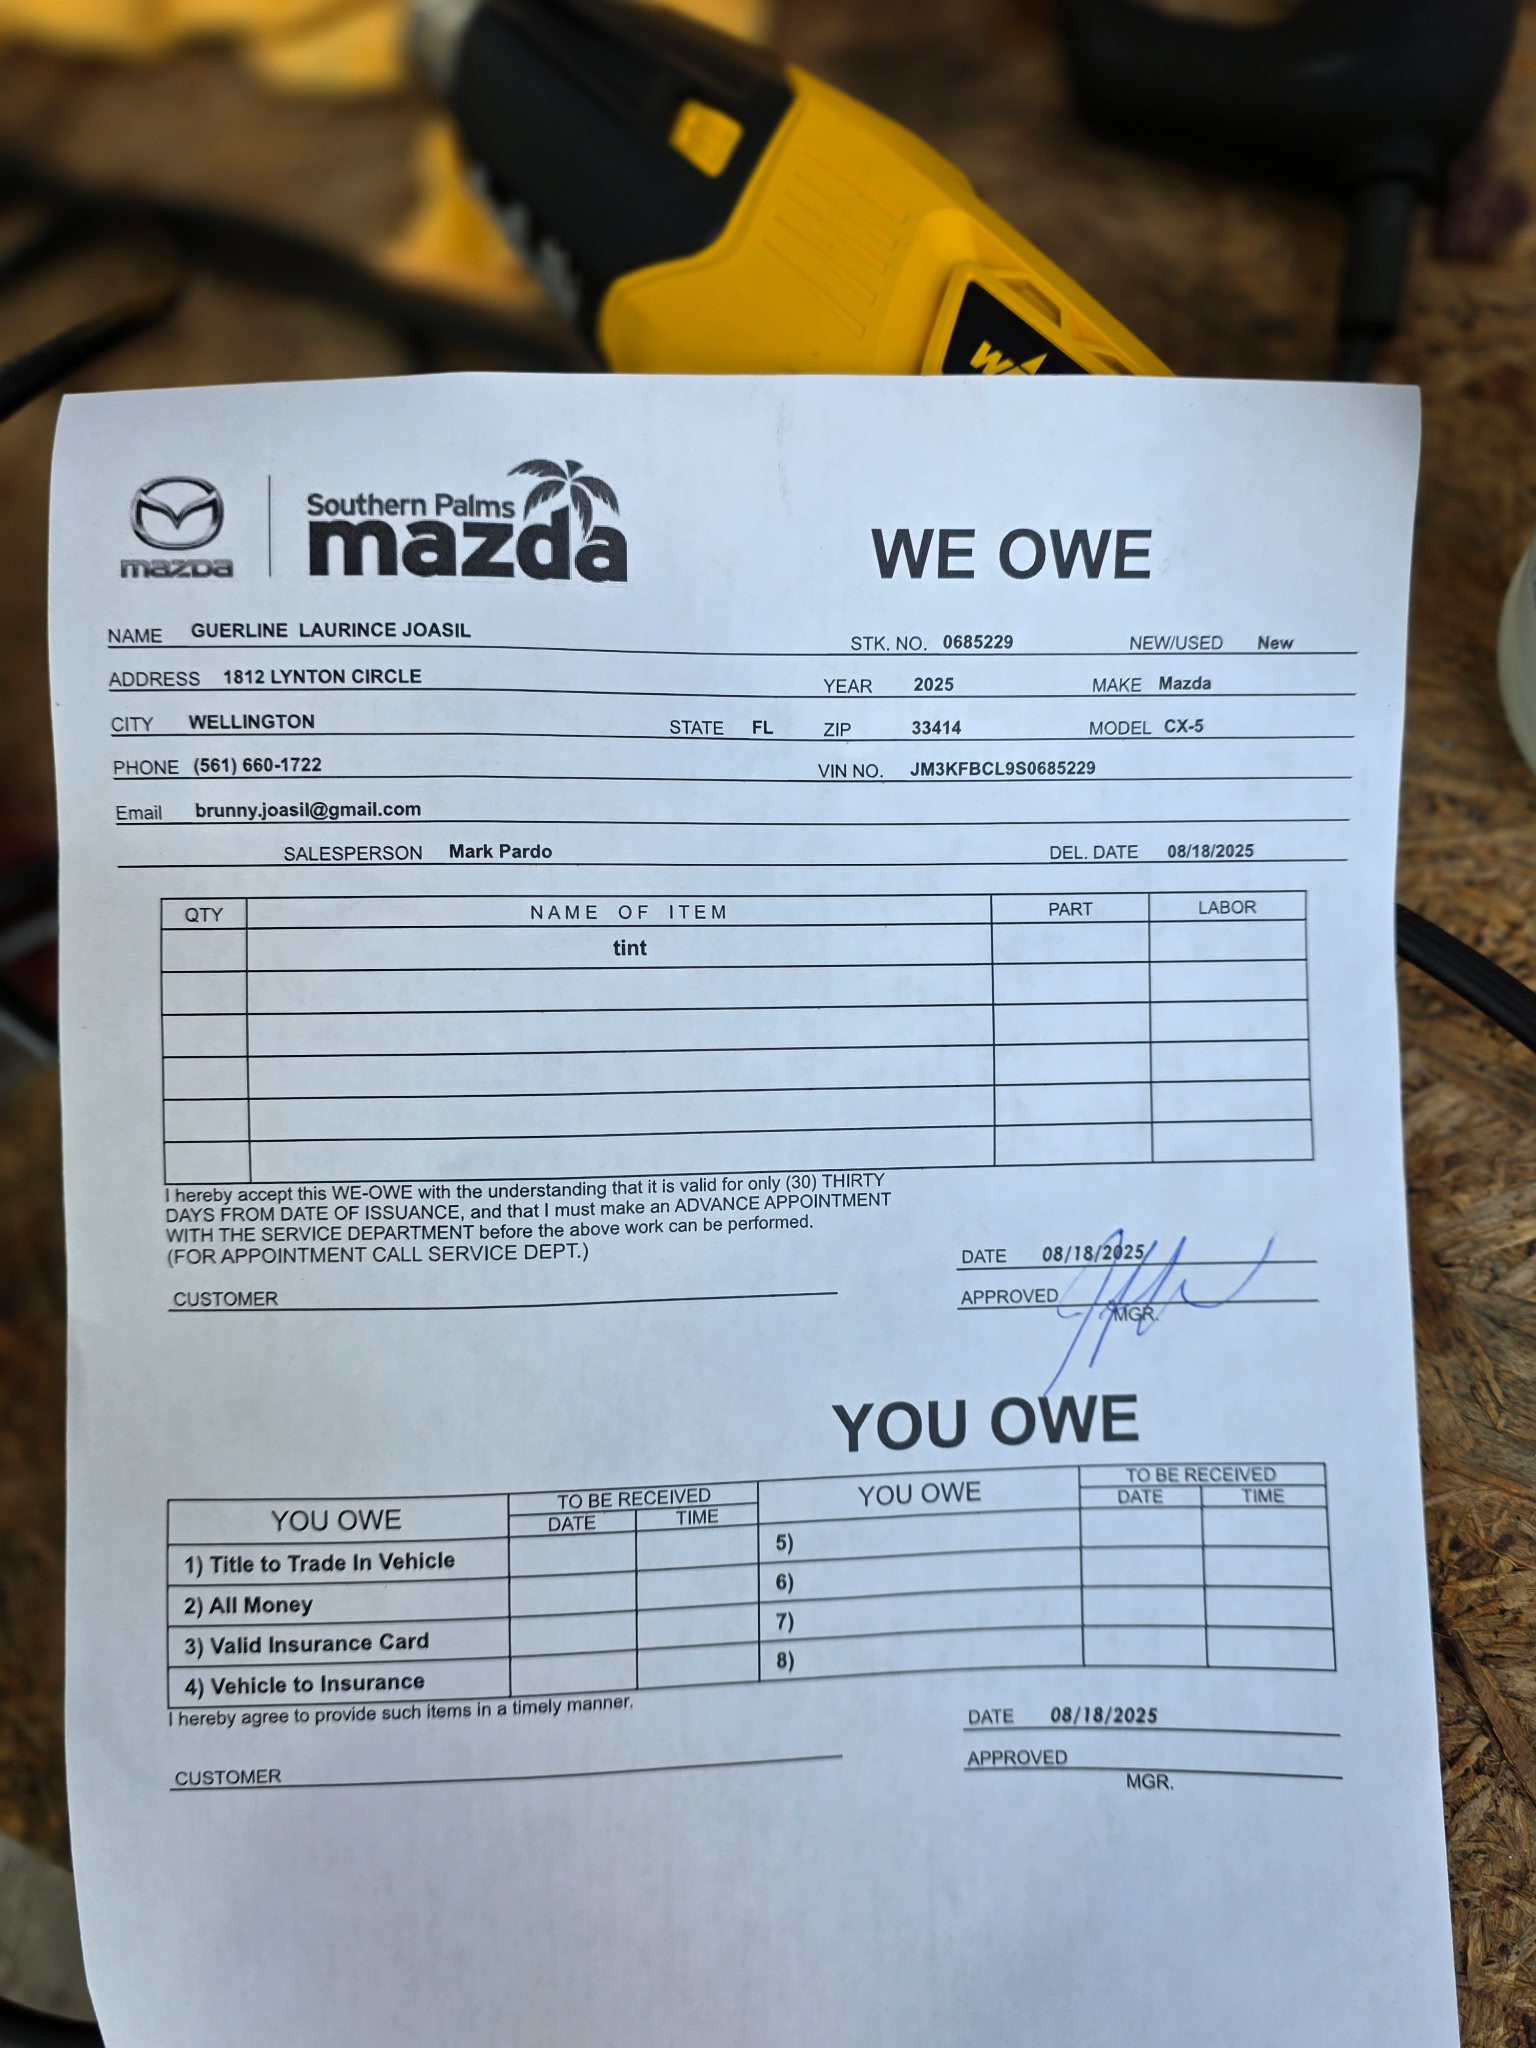 W
mazda
Southern Palms
mazda
WE OWE
NAME GUERLINE LAURINCE JOASIL STK. NO. 0685229 NEW/USED New
ADDRESS 1812 LYNTON CIRCLE YEAR 2025 MAKE Mazda
CITY WELLINGTON STATE FL ZIP 33414 MODEL CX-5
PHONE (561) 660-1722 VIN NO. JM3KFBCL9S0685229
Email brunny.joasil@gmail.com
SALESPERSON Mark Pardo DEL. DATE 08/18/2025
QTY NAME OF ITEM PART LABOR
tint
I hereby accept this WE-OWE with the understanding that it is valid for only (30) THIRTY
DAYS FROM DATE OF ISSUANCE, and that I must make an ADVANCE APPOINTMENT
WITH THE SERVICE DEPARTMENT before the above work can be performed.
(FOR APPOINTMENT CALL SERVICE DEPT.)
DATE 08/18/2025
CUSTOMER APPROVED
MGR.
YOU OWE
YOU OWE TO BE RECEIVED YOU OWE TO BE RECEIVED
DATE TIME DATE TIME
1) Title to Trade In Vehicle 5)
2) All Money 6)
3) Valid Insurance Card 7)
4) Vehicle to Insurance 8)
I hereby agree to provide such items in a timely manner.
DATE 08/18/2025
CUSTOMER APPROVED
MGR.